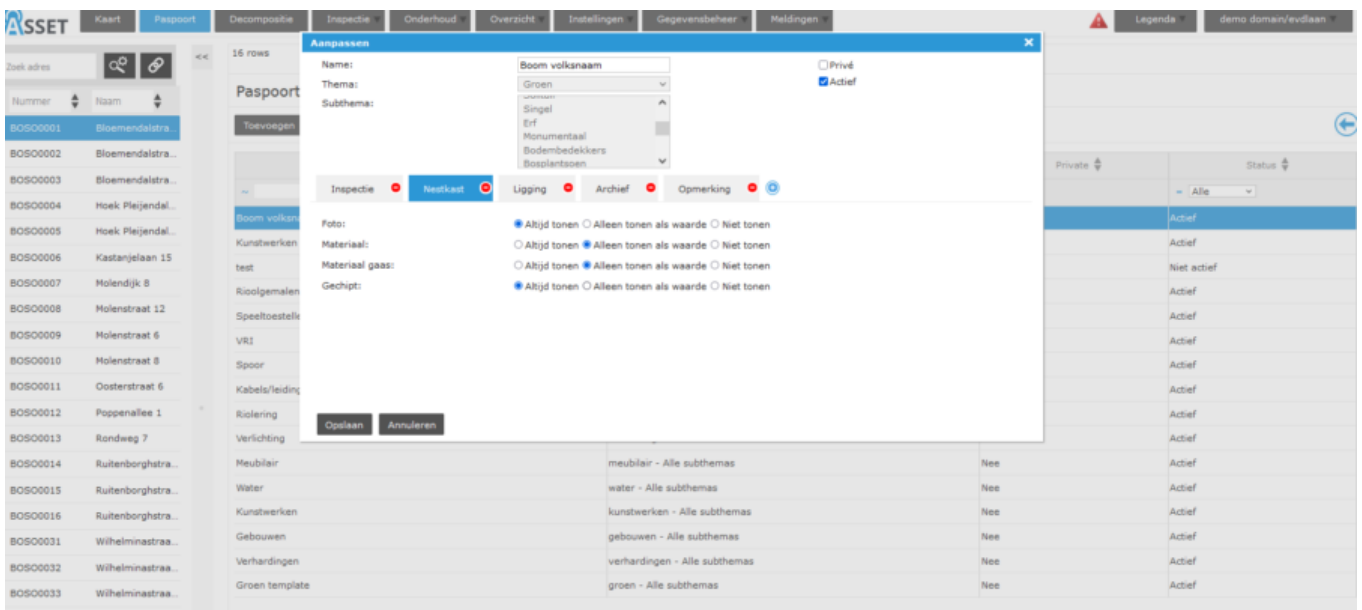 ASSET Kaart Paspoort Decompositie Inspectie Onderhoud Overzicht Instellingen Gegevensbeheer Meldingen Legenda demo domain/evdlaan
Zoek adres << 16 rows
Aanpassen ×
Name: Boom volksnaam Privé
Thema: Groen Actief
Subthema:
Singel
Erf
Monumentaal
Bodembedekkers
Bosplantsoen
Paspoort
Toevoegen
Nummer Naam
Private Status
~ = Alle
Inspectie Nestkast Ligging Archief Opmerking
Foto: Altijd tonen Alleen tonen als waarde Niet tonen
Materiaal: Altijd tonen Alleen tonen als waarde Niet tonen
Materiaal gaas: Altijd tonen Alleen tonen als waarde Niet tonen
Gechipt: Altijd tonen Alleen tonen als waarde Niet tonen
Opslaan Annuleren
BOSO0001 Bloemendalstra...
BOSO0002 Bloemendalstra...
BOSO0003 Bloemendalstra...
BOSO0004 Hoek Pleijendal...
BOSO0005 Hoek Pleijendal...
BOSO0006 Kastanjelaan 15
BOSO0007 Molendijk 8
BOSO0008 Molenstraat 12
BOSO0009 Molenstraat 6
BOSO0010 Molenstraat 8
BOSO0011 Oosterstraat 6
BOSO0012 Poppenallee 1
BOSO0013 Rondweg 7
BOSO0014 Ruitenborghstra...
BOSO0015 Ruitenborghstra...
BOSO0016 Ruitenborghstra...
BOSO0031 Wilhelminastraa...
BOSO0032 Wilhelminastraa...
BOSO0033 Wilhelminastraa...
Boom volksn Actief
Kunstwerken Actief
test Niet actief
Rioolgemalen Actief
Speeltoestelle Actief
VRI Actief
Spoor Actief
Kabels/leiding Actief
Riolering Actief
Verlichting Actief
Meubilair meubilair - Alle subthemas Nee Actief
Water water - Alle subthemas Nee Actief
Kunstwerken kunstwerken - Alle subthemas Nee Actief
Gebouwen gebouwen - Alle subthemas Nee Actief
Verhardingen verhardingen - Alle subthemas Nee Actief
Groen template groen - Alle subthemas Nee Actief